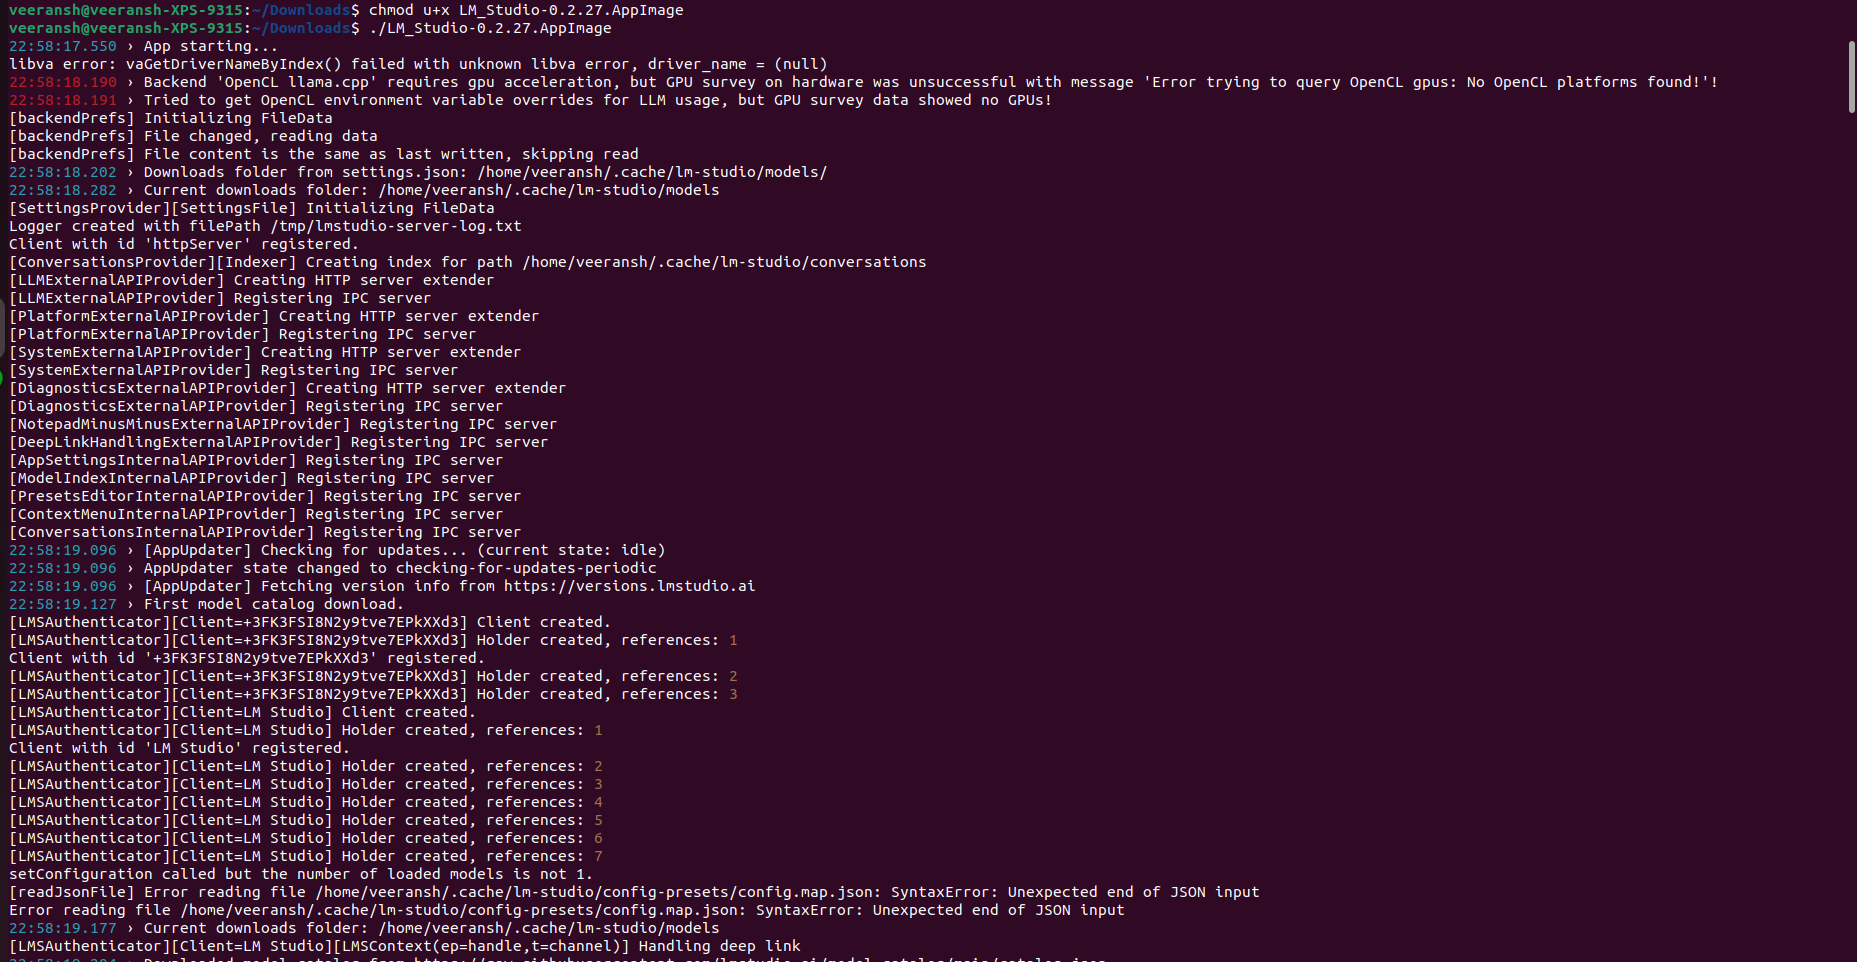 veeransh@veeransh-XPS-9315:~/Downloads$ chmod u+x LM_Studio-0.2.27.AppImage
veeransh@veeransh-XPS-9315:~/Downloads$ ./LM_Studio-0.2.27.AppImage
22:58:17.550 › App starting...
libva error: vaGetDriverNameByIndex() failed with unknown libva error, driver_name = (null)
22:58:18.190 › Backend 'OpenCL llama.cpp' requires gpu acceleration, but GPU survey on hardware was unsuccessful with message 'Error trying to query OpenCL gpus: No OpenCL platforms found!'!
22:58:18.191 › Tried to get OpenCL environment variable overrides for LLM usage, but GPU survey data showed no GPUs!
[backendPrefs] Initializing FileData
[backendPrefs] File changed, reading data
[backendPrefs] File content is the same as last written, skipping read
22:58:18.202 › Downloads folder from settings.json: /home/veeransh/.cache/lm-studio/models/
22:58:18.282 › Current downloads folder: /home/veeransh/.cache/lm-studio/models
[SettingsProvider][SettingsFile] Initializing FileData
Logger created with filePath /tmp/lmstudio-server-log.txt
Client with id 'httpServer' registered.
[ConversationsProvider][Indexer] Creating index for path /home/veeransh/.cache/lm-studio/conversations
[LLMExternalAPIProvider] Creating HTTP server extender
[LLMExternalAPIProvider] Registering IPC server
[PlatformExternalAPIProvider] Creating HTTP server extender
[PlatformExternalAPIProvider] Registering IPC server
[SystemExternalAPIProvider] Creating HTTP server extender
[SystemExternalAPIProvider] Registering IPC server
[DiagnosticsExternalAPIProvider] Creating HTTP server extender
[DiagnosticsExternalAPIProvider] Registering IPC server
[NotepadMinusMinusExternalAPIProvider] Registering IPC server
[DeepLinkHandlingExternalAPIProvider] Registering IPC server
[AppSettingsInternalAPIProvider] Registering IPC server
[ModelIndexInternalAPIProvider] Registering IPC server
[PresetsEditorInternalAPIProvider] Registering IPC server
[ContextMenuInternalAPIProvider] Registering IPC server
[ConversationsInternalAPIProvider] Registering IPC server
22:58:19.096 › [AppUpdater] Checking for updates... (current state: idle)
22:58:19.096 › AppUpdater state changed to checking-for-updates-periodic
22:58:19.096 › [AppUpdater] Fetching version info from https://versions.lmstudio.ai
22:58:19.127 › First model catalog download.
[LMSAuthenticator][Client=+3FK3FSI8N2y9tve7EPkXXd3] Client created.
[LMSAuthenticator][Client=+3FK3FSI8N2y9tve7EPkXXd3] Holder created, references: 1
Client with id '+3FK3FSI8N2y9tve7EPkXXd3' registered.
[LMSAuthenticator][Client=+3FK3FSI8N2y9tve7EPkXXd3] Holder created, references: 2
[LMSAuthenticator][Client=+3FK3FSI8N2y9tve7EPkXXd3] Holder created, references: 3
[LMSAuthenticator][Client=LM Studio] Client created.
[LMSAuthenticator][Client=LM Studio] Holder created, references: 1
Client with id 'LM Studio' registered.
[LMSAuthenticator][Client=LM Studio] Holder created, references: 2
[LMSAuthenticator][Client=LM Studio] Holder created, references: 3
[LMSAuthenticator][Client=LM Studio] Holder created, references: 4
[LMSAuthenticator][Client=LM Studio] Holder created, references: 5
[LMSAuthenticator][Client=LM Studio] Holder created, references: 6
[LMSAuthenticator][Client=LM Studio] Holder created, references: 7
setConfiguration called but the number of loaded models is not 1.
[readJsonFile] Error reading file /home/veeransh/.cache/lm-studio/config-presets/config.map.json: SyntaxError: Unexpected end of JSON input
Error reading file /home/veeransh/.cache/lm-studio/config-presets/config.map.json: SyntaxError: Unexpected end of JSON input
22:58:19.177 › Current downloads folder: /home/veeransh/.cache/lm-studio/models
[LMSAuthenticator][Client=LM Studio][LMSContext(ep=handle,t=channel)] Handling deep link